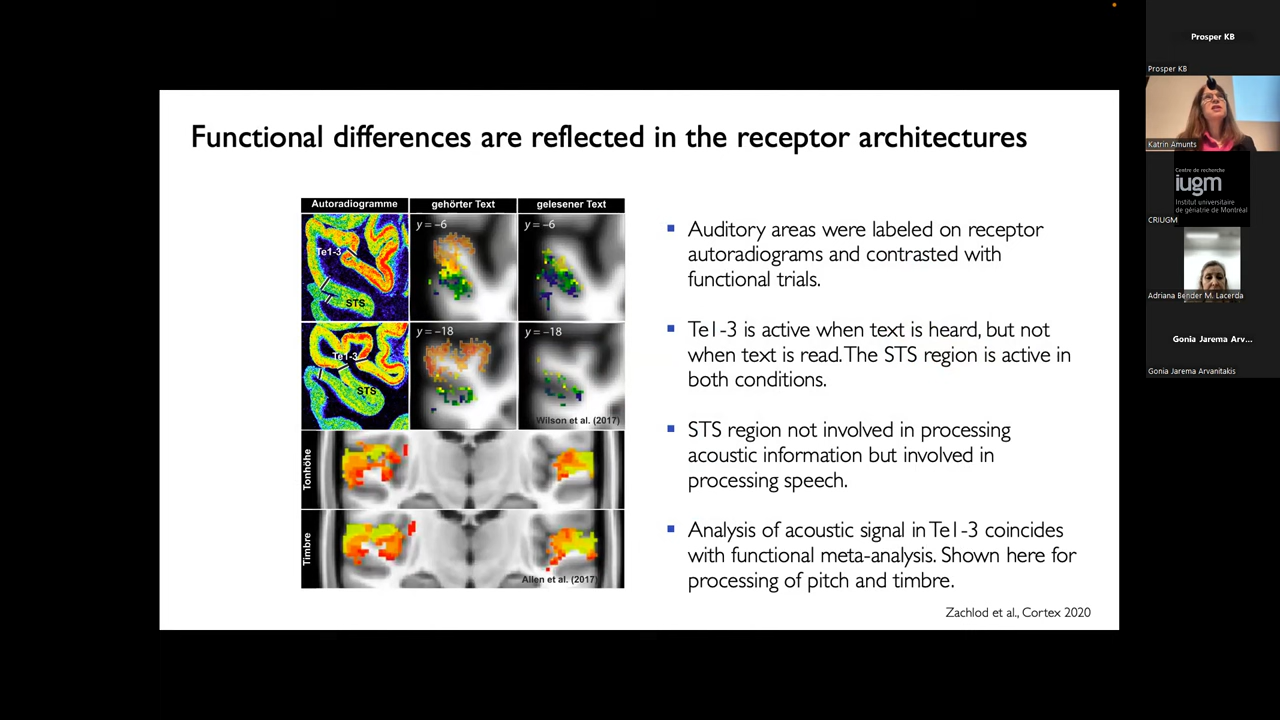 Functional differences are reflected in the receptor architectures
Autoradiogramme
gehörter Text
gelesener Text
Te1-3
STS
y = –6
y = –6
Te1-3
STS
y = –18
y = –18
Wilson et al. (2017)
Tonhöhe
Timbre
Allen et al. (2017)
▪ Auditory areas were labeled on receptor
autoradiograms and contrasted with
functional trials.
▪ Te1-3 is active when text is heard, but not
when text is read. The STS region is active in
both conditions.
▪ STS region not involved in processing
acoustic information but involved in
processing speech.
▪ Analysis of acoustic signal in Te1-3 coincides
with functional meta-analysis. Shown here for
processing of pitch and timbre.
Zachlod et al., Cortex 2020
Prosper KB
Prosper KB
Katrin Amunts
Centre de recherche
iugm
Institut universitaire
de gériatrie de Montréal
CRIUGM
Adriana Bender M. Lacerda
Gonia Jarema Arv...
Gonia Jarema Arvanitakis